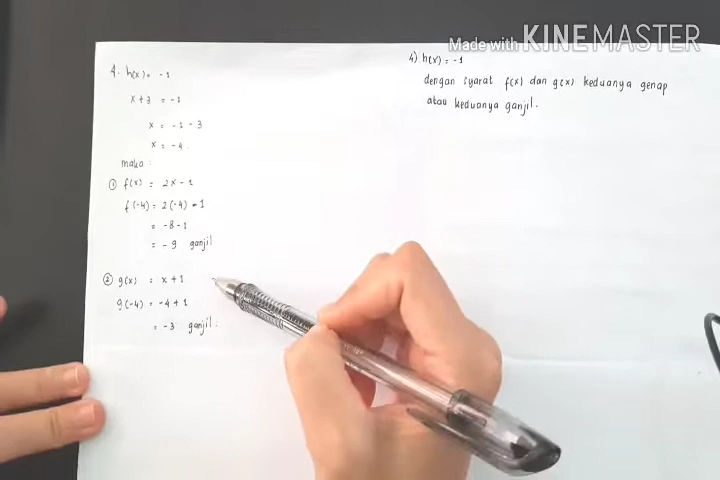 Made with KINEMASTER
4. h(x) = -1
x+3 = -1
x = -1 - 3
x = -4
maka :
① f(x) = 2x - 1
f(-4) = 2(-4) - 1
= -8 - 1
= -9 ganjil
② g(x) = x + 1
g(-4) = -4 + 1
= -3 ganjil.
4) h(x) = -1
dengan syarat f(x) dan g(x) keduanya genap
atau keduanya ganjil.